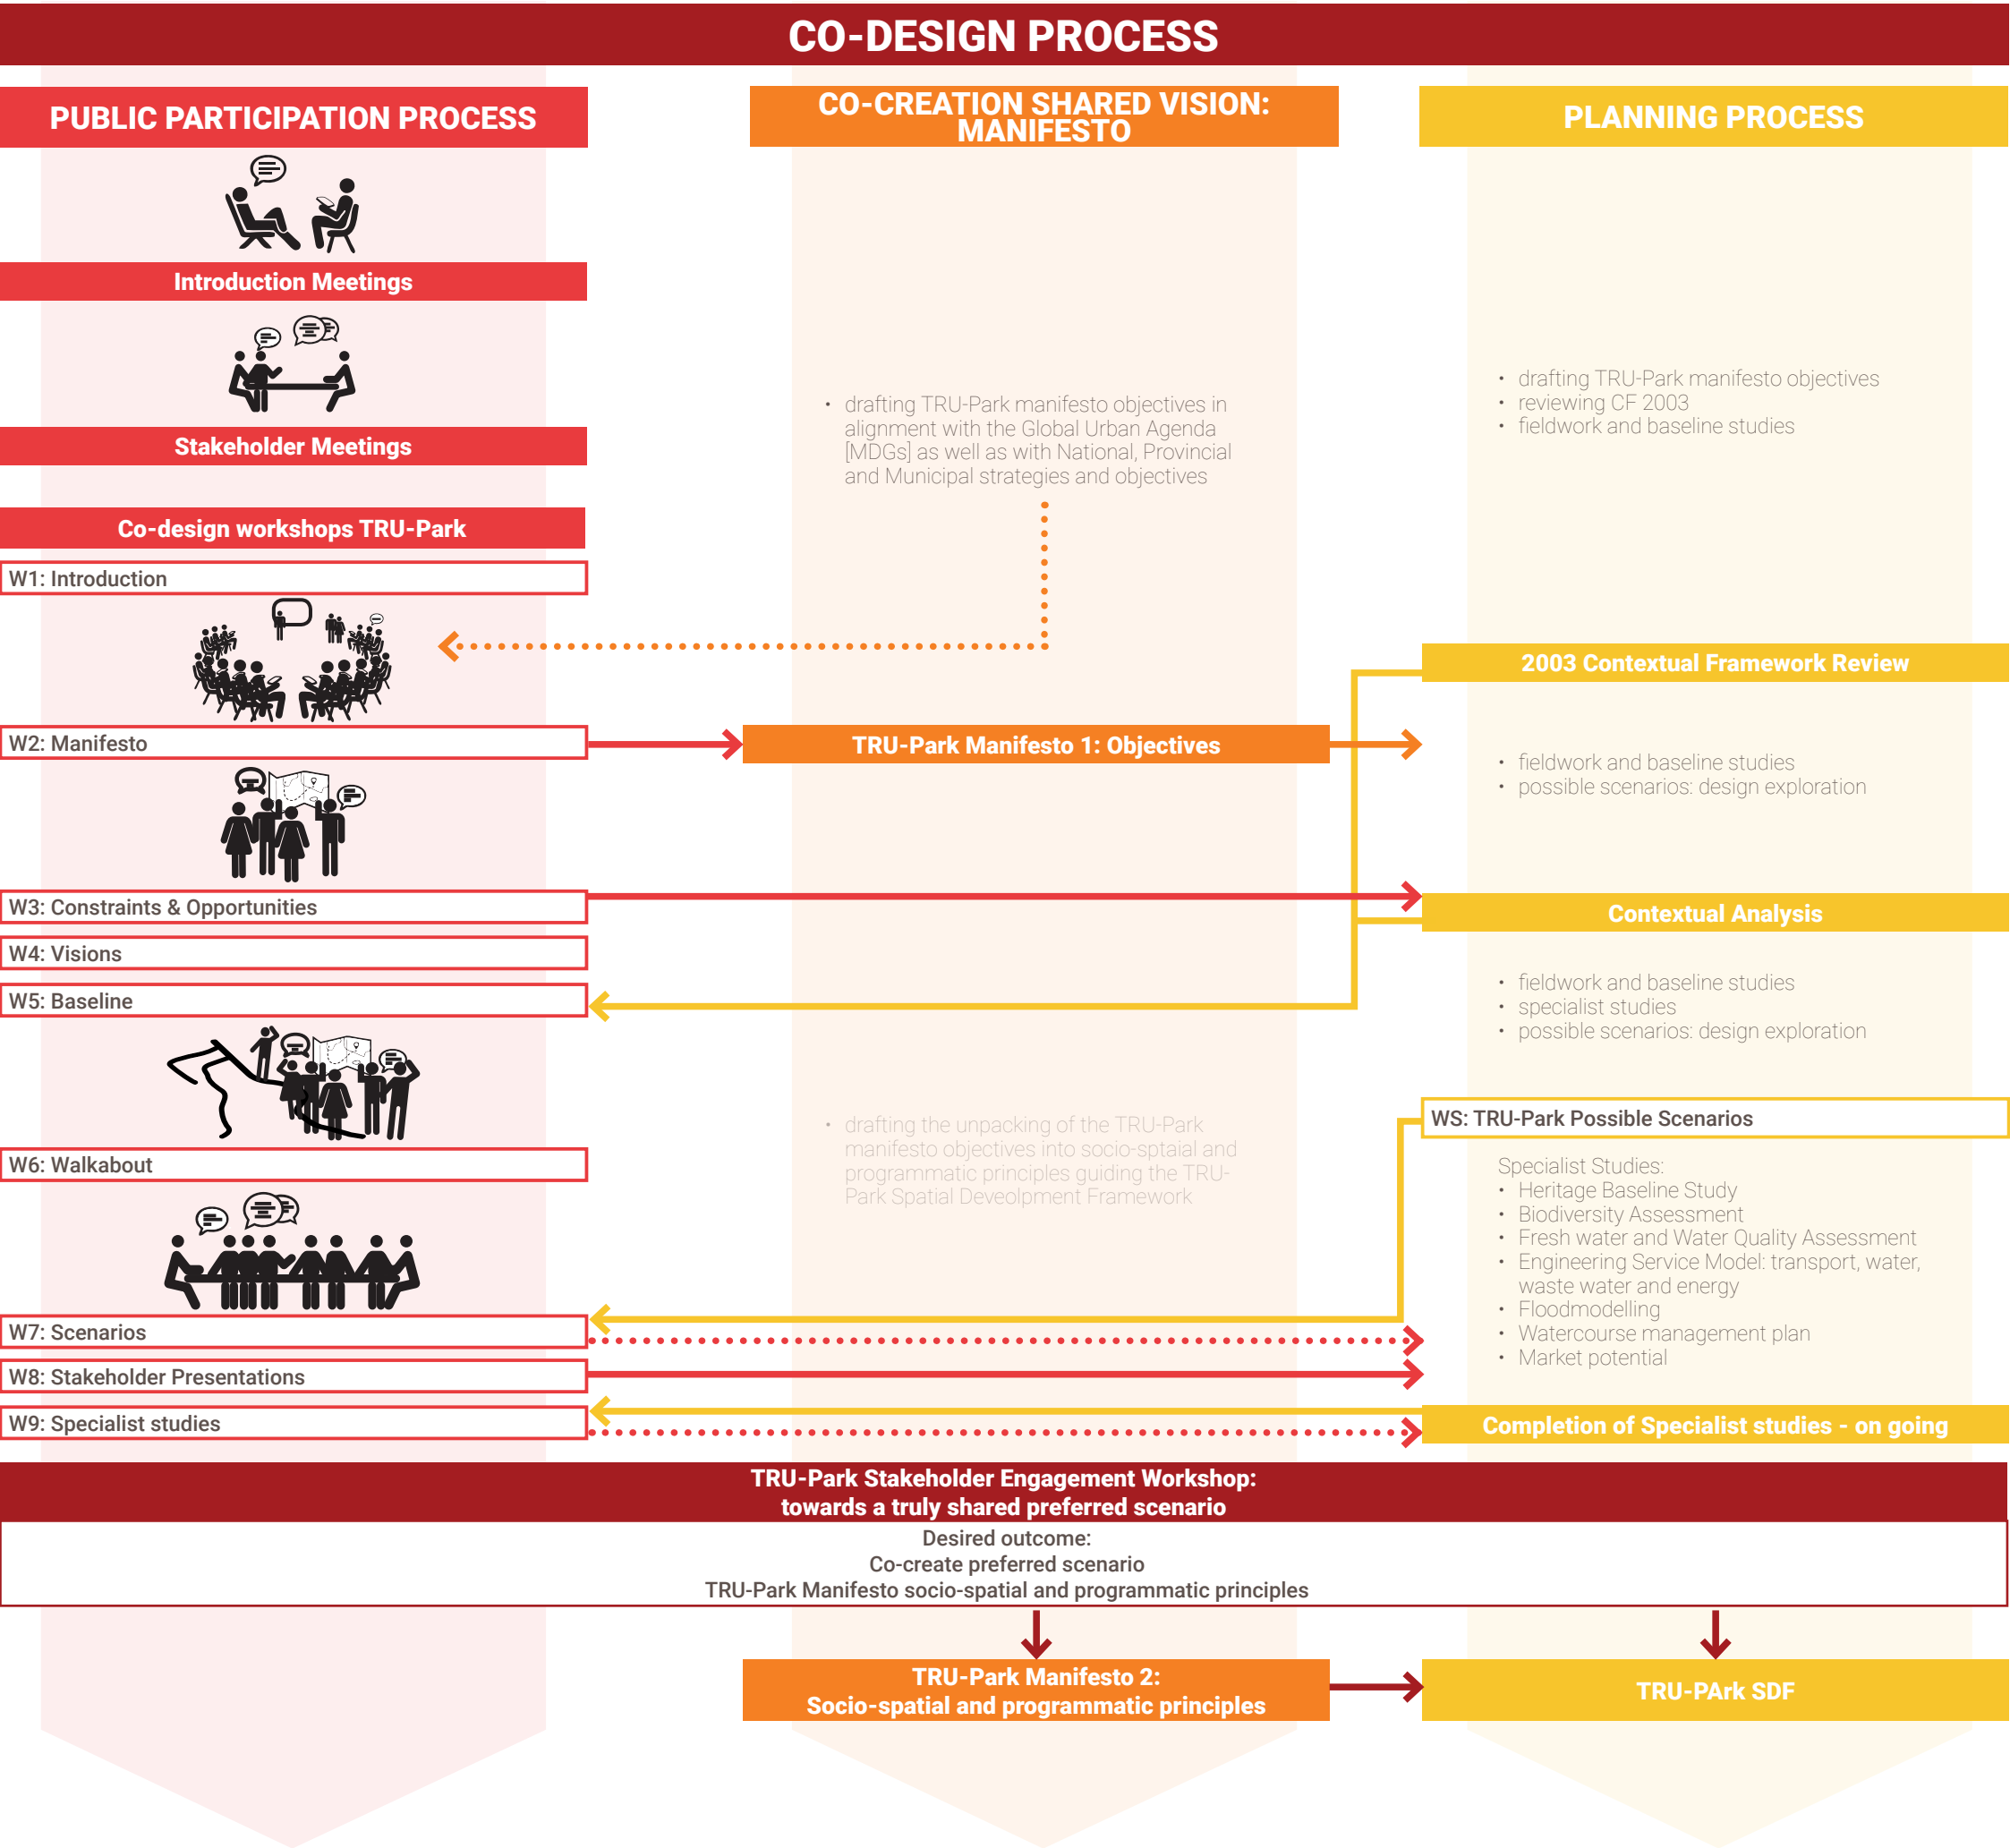 CO-DESIGN PROCESS
PUBLIC PARTICIPATION PROCESS
Introduction Meetings
Stakeholder Meetings
Co-design workshops TRU-Park
W1: Introduction
W2: Manifesto
W3: Constraints & Opportunities
W4: Visions
W5: Baseline
W6: Walkabout
W7: Scenarios
W8: Stakeholder Presentations
W9: Specialist studies
CO-CREATION SHARED VISION:
MANIFESTO
• drafting TRU-Park manifesto objectives in
alignment with the Global Urban Agenda
[MDGs] as well as with National, Provincial
and Municipal strategies and objectives
TRU-Park Manifesto 1: Objectives
• drafting the unpacking of the TRU-Park
manifesto objectives into socio-sptaial and
programmatic principles guiding the TRU-
Park Spatial Deveolpment Framework
PLANNING PROCESS
• drafting TRU-Park manifesto objectives
• reviewing CF 2003
• fieldwork and baseline studies
2003 Contextual Framework Review
• fieldwork and baseline studies
• possible scenarios: design exploration
Contextual Analysis
• fieldwork and baseline studies
• specialist studies
• possible scenarios: design exploration
WS: TRU-Park Possible Scenarios
Specialist Studies:
• Heritage Baseline Study
• Biodiversity Assessment
• Fresh water and Water Quality Assessment
• Engineering Service Model: transport, water,
waste water and energy
• Floodmodelling
• Watercourse management plan
• Market potential
Completion of Specialist studies - on going
TRU-Park Stakeholder Engagement Workshop:
towards a truly shared preferred scenario
Desired outcome:
Co-create preferred scenario
TRU-Park Manifesto socio-spatial and programmatic principles
TRU-Park Manifesto 2:
Socio-spatial and programmatic principles
TRU-PArk SDF